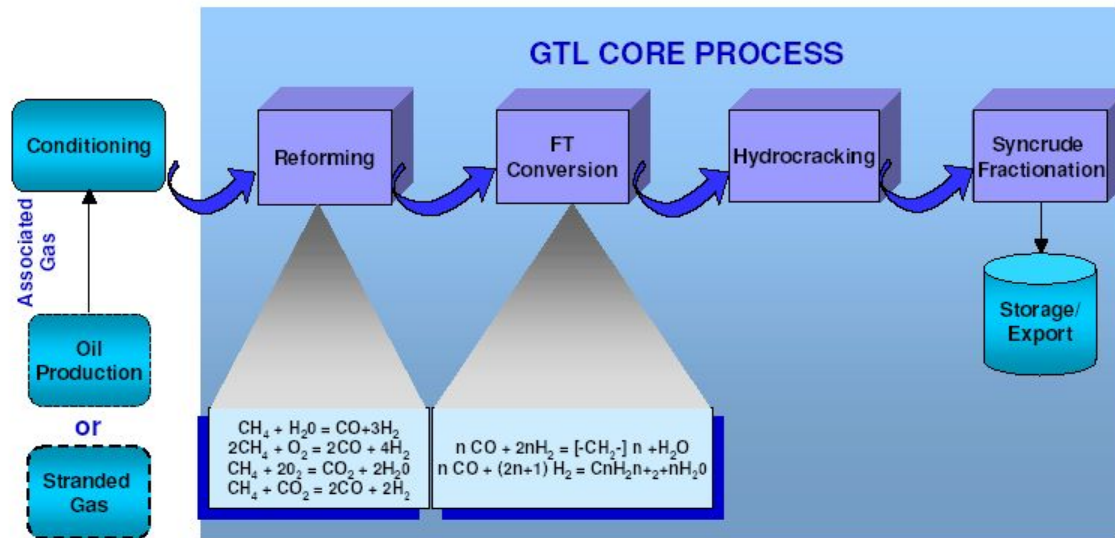 GTL CORE PROCESS
Conditioning
Reforming
FT
Conversion
Hydrocracking
Syncrude
Fractionation
Associated
Gas
Oil
Production
or
Stranded
Gas
Storage/
Export
CH₄ + H₂0 = CO+3H₂
2CH₄ + O₂ = 2CO + 4H₂
CH₄ + 20₂ = CO₂ + 2H₂0
CH₄ + CO₂ = 2CO + 2H₂
n CO + 2nH₂ = [-CH₂-] n +H₂O
n CO + (2n+1) H₂ = CnH₂n+₂+nH₂0